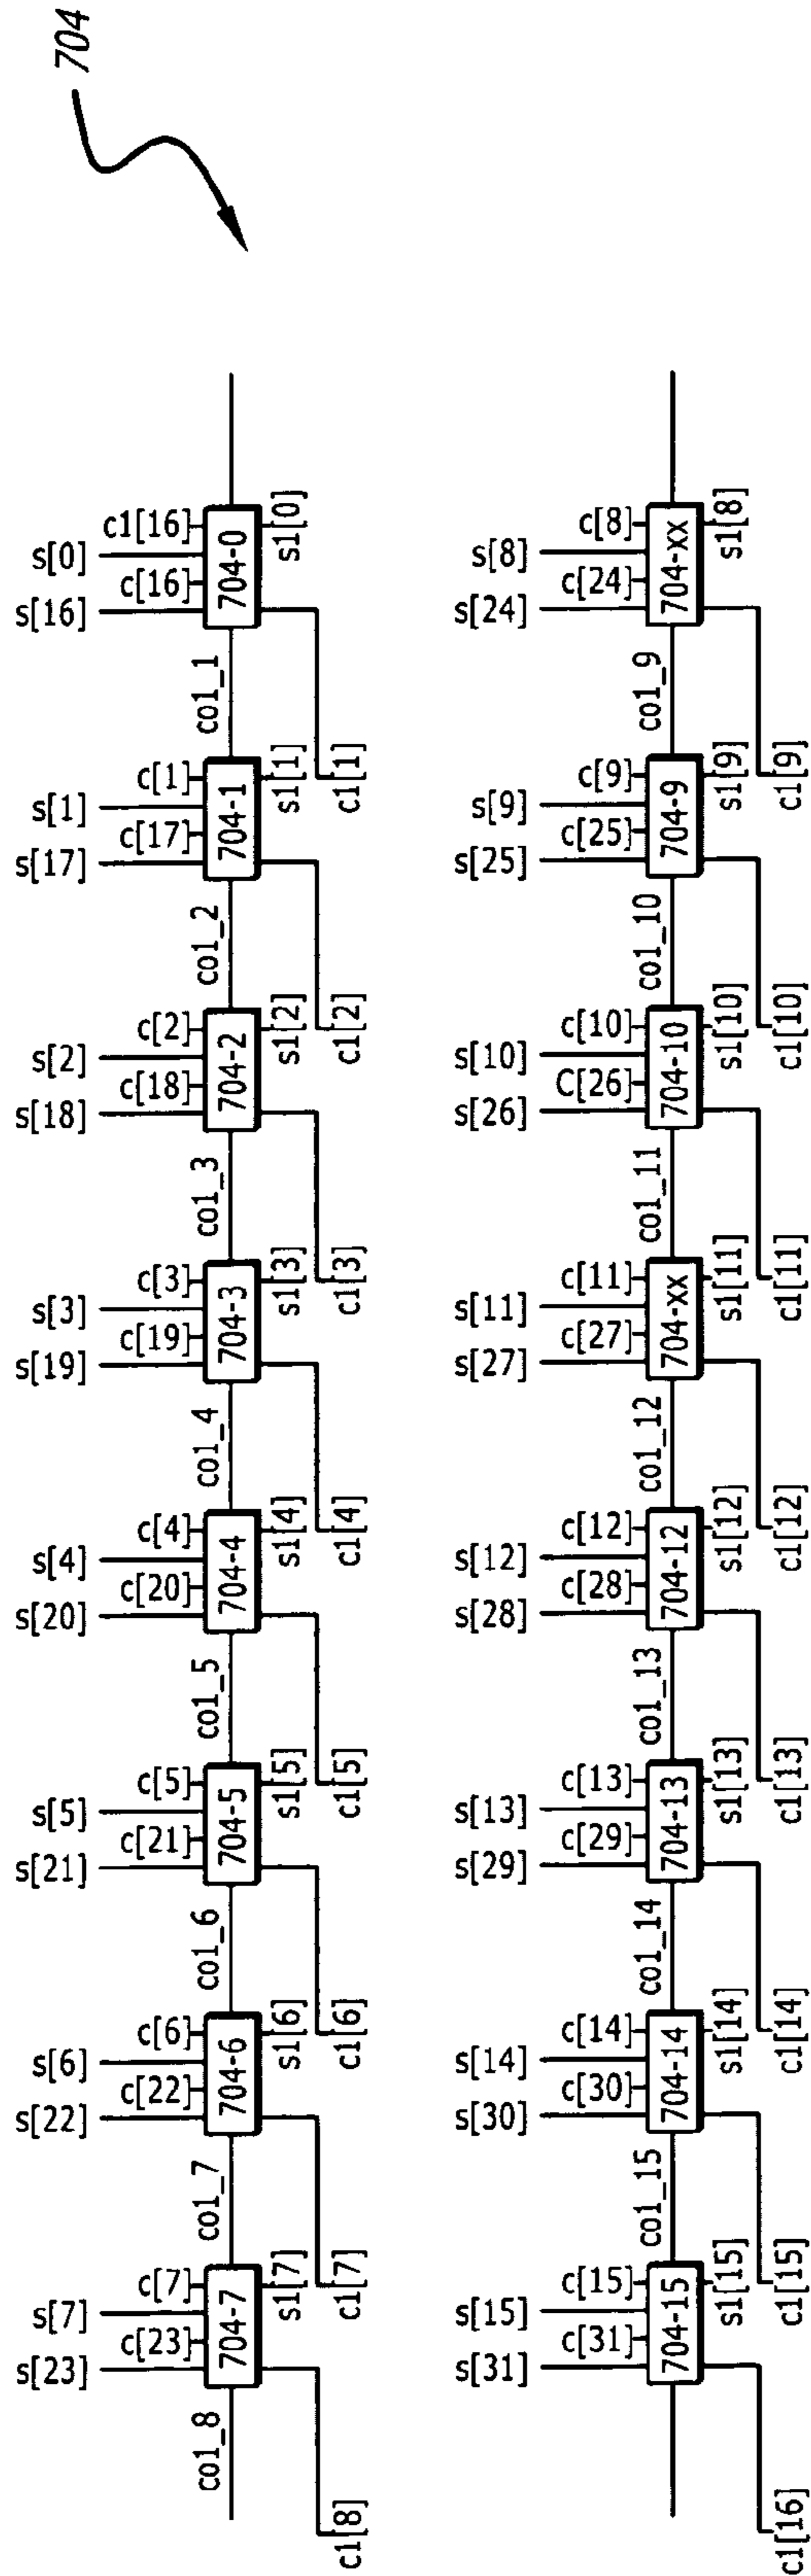 704
s[7] s[6] s[5] s[4] s[3] s[2] s[1] s[0]
s[23] c[23] c[7] s[22] c[22] c[6] s[21] c[21] c[5] s[20] c[20] c[4] s[19] c[19] c[3] s[18] c[18] c[2] s[17] c[17] c[1] s[16] c[16] c1[16]
co1_8 704-7 co1_7 704-6 co1_6 704-5 co1_5 704-4 co1_4 704-3 co1_3 704-2 co1_2 704-1 co1_1 704-0
s1[7] s1[6] s1[5] s1[4] s1[3] s1[2] s1[1] s1[0]
c1[8] c1[7] c1[6] c1[5] c1[4] c1[3] c1[2] c1[1]
s[15] s[14] s[13] s[12] s[11] s[10] s[9] s[8]
s[31] c[31] c[15] s[30] c[30] c[14] s[29] c[29] c[13] s[28] c[28] c[12] s[27] c[27] c[11] s[26] C[26] c[10] s[25] c[25] c[9] s[24] c[24] c[8]
704-15 co1_15 704-14 co1_14 704-13 co1_13 704-12 co1_12 704-xx co1_11 704-10 co1_10 704-9 co1_9 704-xx
s1[15] s1[14] s1[13] s1[12] s1[11] s1[10] s1[9] s1[8]
c1[16] c1[15] c1[14] c1[13] c1[12] c1[11] c1[10] c1[9]